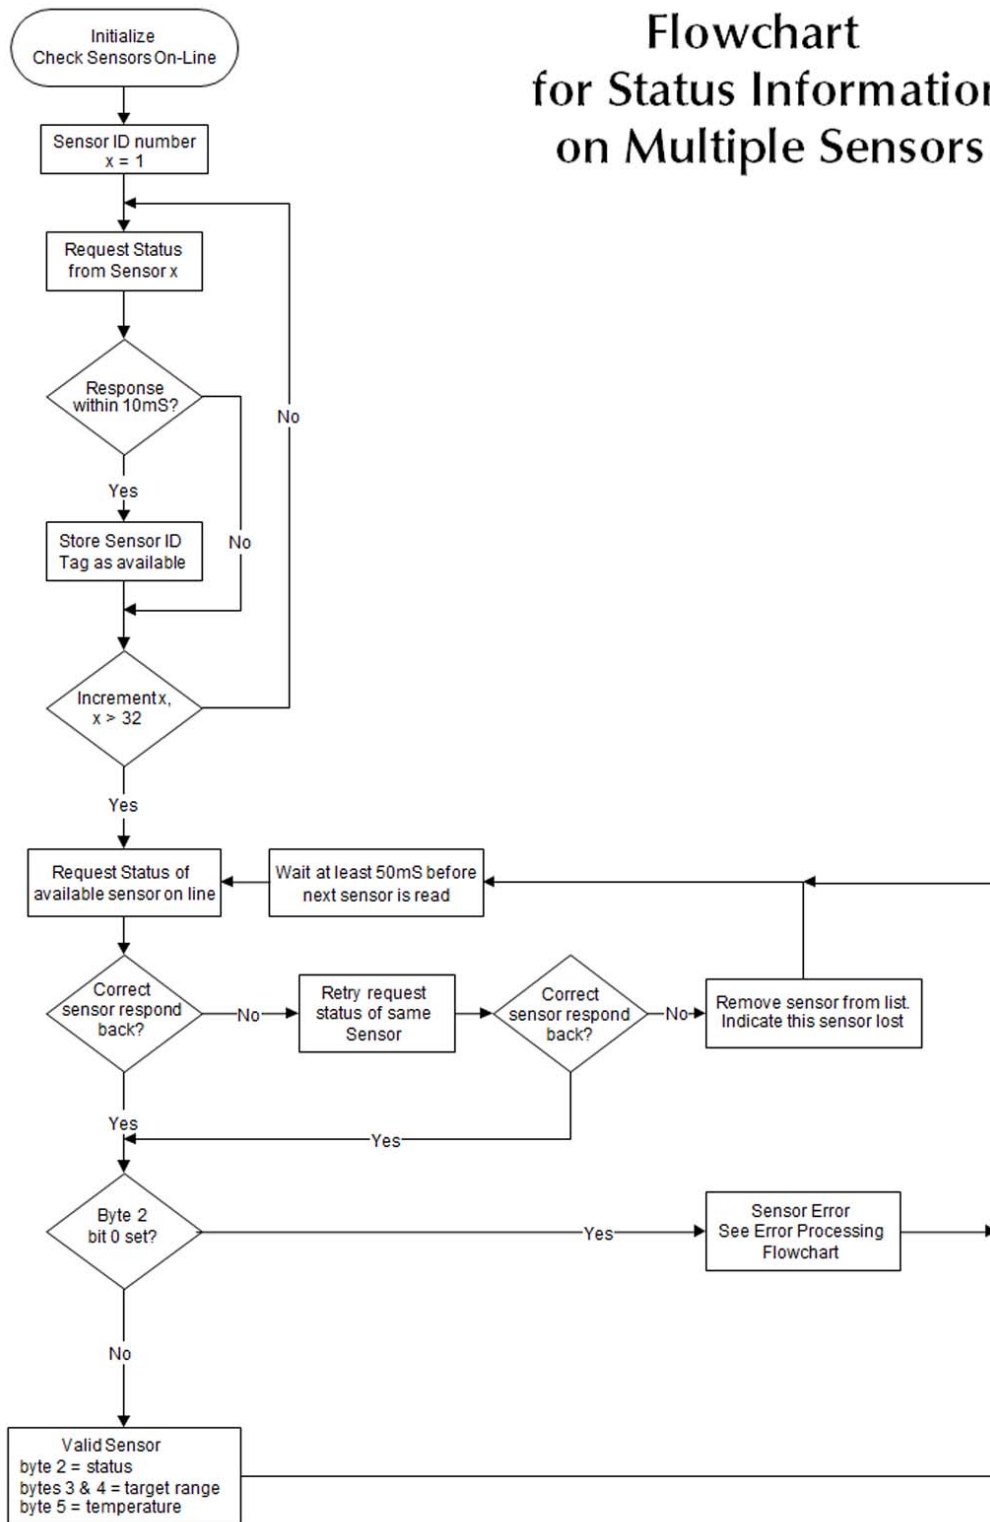 Flowchart
for Status Information
on Multiple Sensors
Initialize
Check Sensors On-Line
Sensor ID number
x = 1
Request Status
from Sensor x
Response
within 10mS?
No
Yes
No
Store Sensor ID
Tag as available
Increment x,
x > 32
Yes
Request Status of
available sensor on line
Wait at least 50mS before
next sensor is read
Correct
sensor respond
back?
No
Retry request
status of same
Sensor
Correct
sensor respond
back?
No
Remove sensor from list.
Indicate this sensor lost
Yes
Yes
Byte 2
bit 0 set?
Yes
Sensor Error
See Error Processing
Flowchart
No
Valid Sensor
byte 2 = status
bytes 3 & 4 = target range
byte 5 = temperature